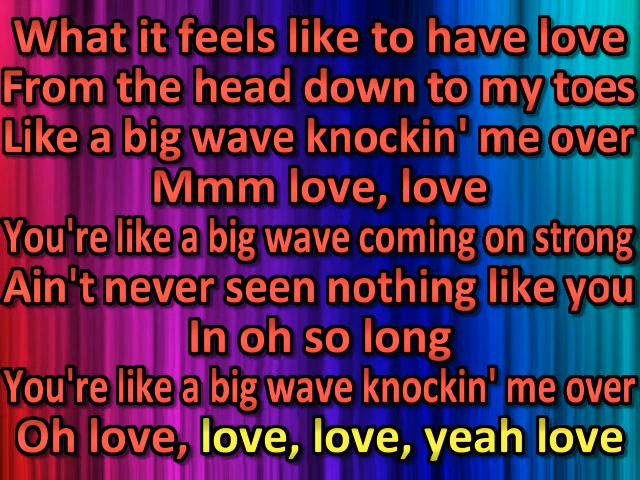 What it feels like to have love
From the head down to my toes
Like a big wave knockin' me over
Mmm love, love
You're like a big wave coming on strong
Ain't never seen nothing like you
In oh so long
You're like a big wave knockin' me over
Oh love, love, love, yeah love